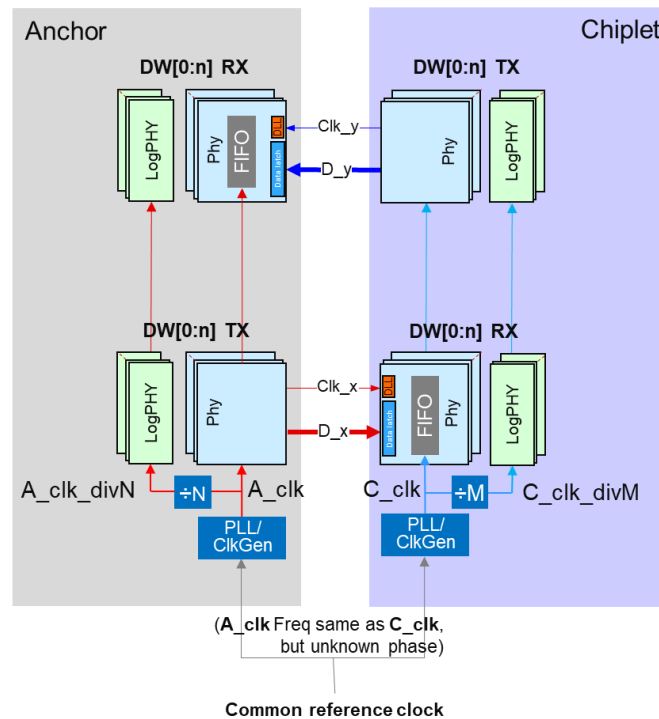 Anchor
Chiplet
DW[0:n] RX
DW[0:n] TX
LogPHY
Phy
FIFO
DLL
Data latch
Clk_y
D_y
Phy
LogPHY
DW[0:n] TX
DW[0:n] RX
LogPHY
Phy
Clk_x
D_x
DLL
Data latch
FIFO
Phy
LogPHY
A_clk_divN
÷N
A_clk
C_clk
÷M
C_clk_divM
PLL/
ClkGen
PLL/
ClkGen
(A_clk Freq same as C_clk,
but unknown phase)
Common reference clock